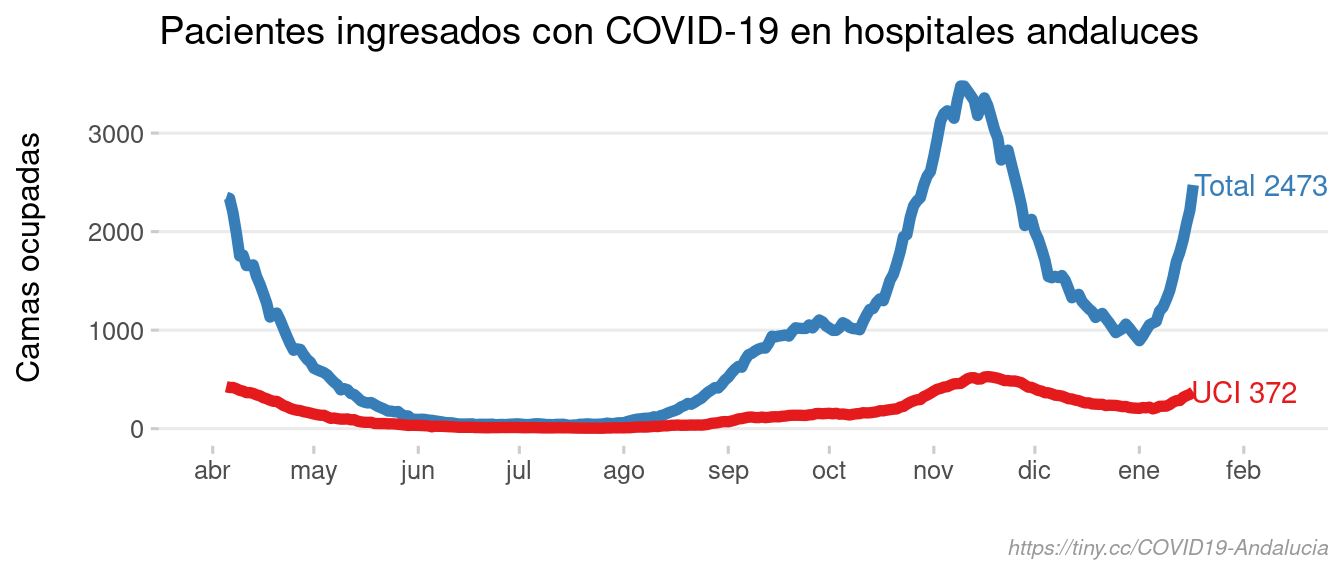 Pacientes ingresados con COVID-19 en hospitales andaluces
Camas ocupadas
3000
2000
1000
0
Total 2473
UCI 372
abr may jun jul ago sep oct nov dic ene feb
https://tiny.cc/COVID19-Andalucia